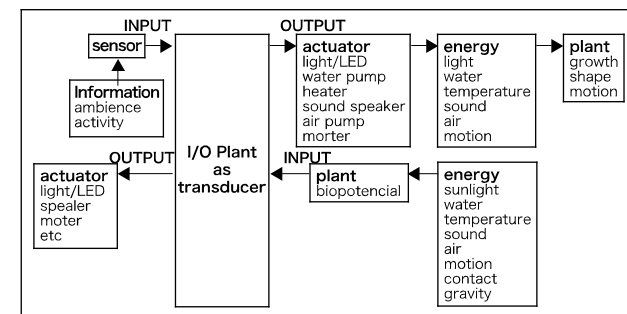 INPUT
OUTPUT
sensor
Information
ambience
activity
I/O Plant
as
transducer
actuator
light/LED
water pump
heater
sound speaker
air pump
morter
energy
light
water
temperature
sound
air
motion
plant
growth
shape
motion
OUTPUT
INPUT
actuator
light/LED
spealer
moter
etc
plant
biopotencial
energy
sunlight
water
temperature
sound
air
motion
contact
gravity